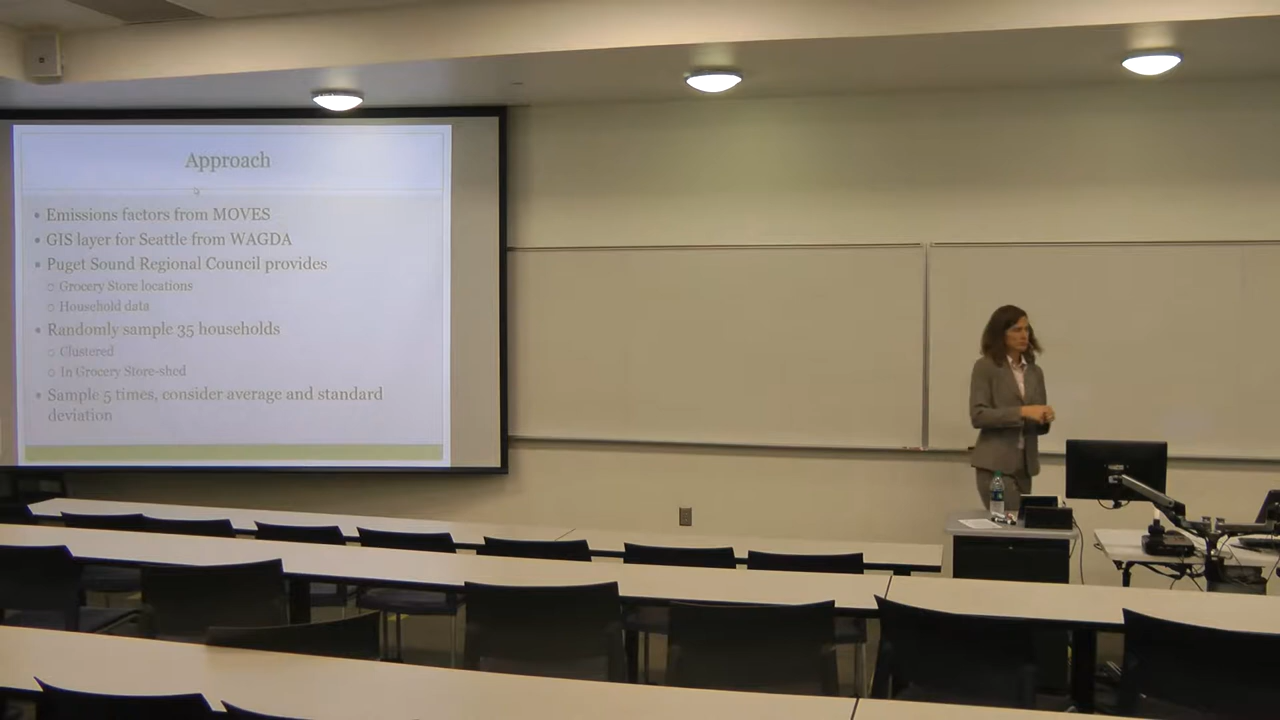 Approach
• Emissions factors from MOVES
• GIS layer for Seattle from WAGDA
• Puget Sound Regional Council provides
○ Grocery Store locations
○ Household data
• Randomly sample 35 households
○ Clustered
○ In Grocery Store-shed
• Sample 5 times, consider average and standard
deviation